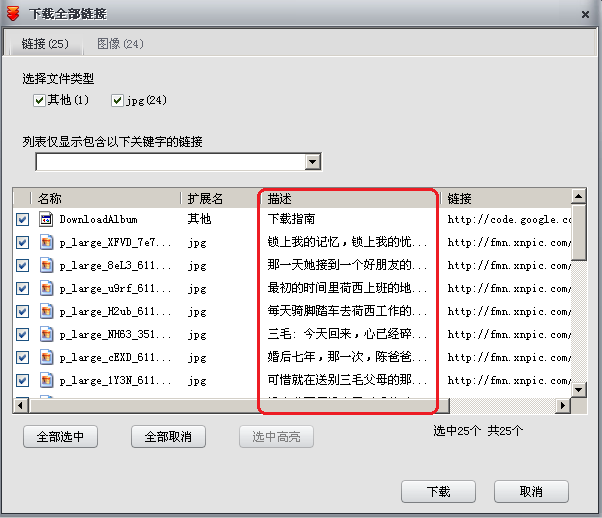 下载全部链接
链接(25) 图像(24)
选择文件类型
其他(1) jpg(24)
列表仅显示包含以下关键字的链接
名称 扩展名 描述 链接
DownloadAlbum 其他 下载指南 http://code.google.co
p_large_XFVD_7e7... jpg 锁上我的记忆，锁上我的忧... http://fmn.xnpic.com/
p_large_8eL3_611... jpg 那一天她接到一个好朋友的... http://fmn.xnpic.com/
p_large_u9rf_611... jpg 最初的时间里荷西上班的地... http://fmn.xnpic.com/
p_large_H2ub_611... jpg 每天骑脚踏车去荷西工作的... http://fmn.xnpic.com/
p_large_NH63_351... jpg 三毛：今天回来，心已经碎... http://fmn.xnpic.com/
p_large_cEXD_611... jpg 婚后七年，那一次，陈爸爸... http://fmn.xnpic.com/
p_large_1Y3N_611... jpg 可惜就在送别三毛父母的那... http://fmn.xnpic.com/
全部选中 全部取消 选中高亮 选中25个 共25个
下载 取消